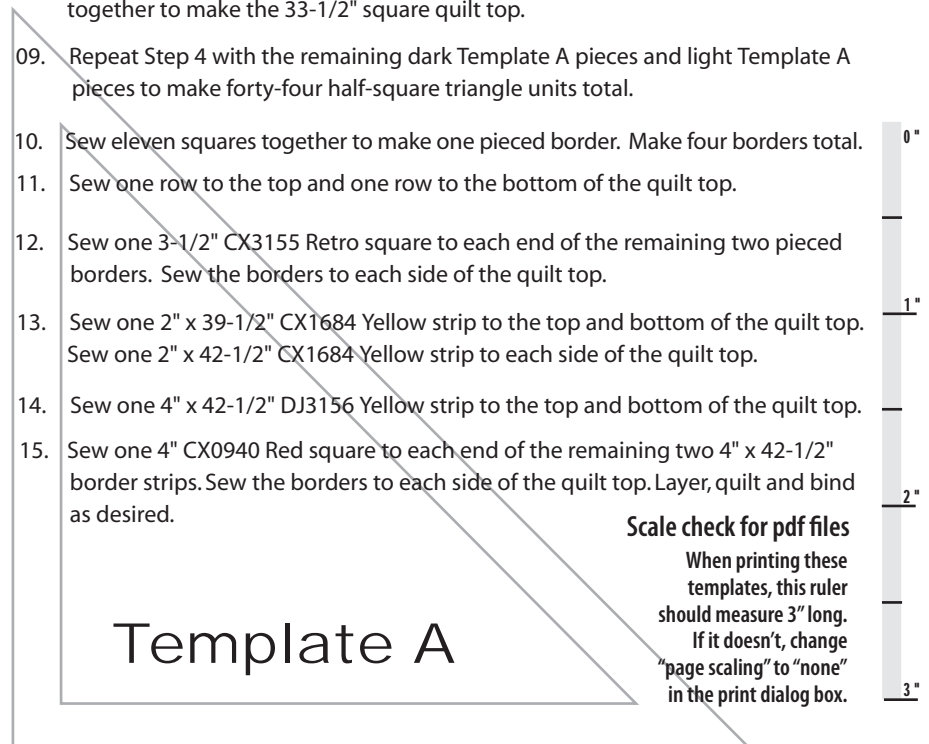 together to make the 33-1/2" square quilt top.
09. Repeat Step 4 with the remaining dark Template A pieces and light Template A
pieces to make forty-four half-square triangle units total.
10. Sew eleven squares together to make one pieced border. Make four borders total.
11. Sew one row to the top and one row to the bottom of the quilt top.
12. Sew one 3-1/2" CX3155 Retro square to each end of the remaining two pieced
borders. Sew the borders to each side of the quilt top.
13. Sew one 2" x 39-1/2" CX1684 Yellow strip to the top and bottom of the quilt top.
Sew one 2" x 42-1/2" CX1684 Yellow strip to each side of the quilt top.
14. Sew one 4" x 42-1/2" DJ3156 Yellow strip to the top and bottom of the quilt top.
15. Sew one 4" CX0940 Red square to each end of the remaining two 4" x 42-1/2"
border strips. Sew the borders to each side of the quilt top. Layer, quilt and bind
as desired.
Template A
Scale check for pdf files
When printing these
templates, this ruler
should measure 3" long.
If it doesn't, change
"page scaling" to "none"
in the print dialog box.
0 "
1 "
2 "
3 "